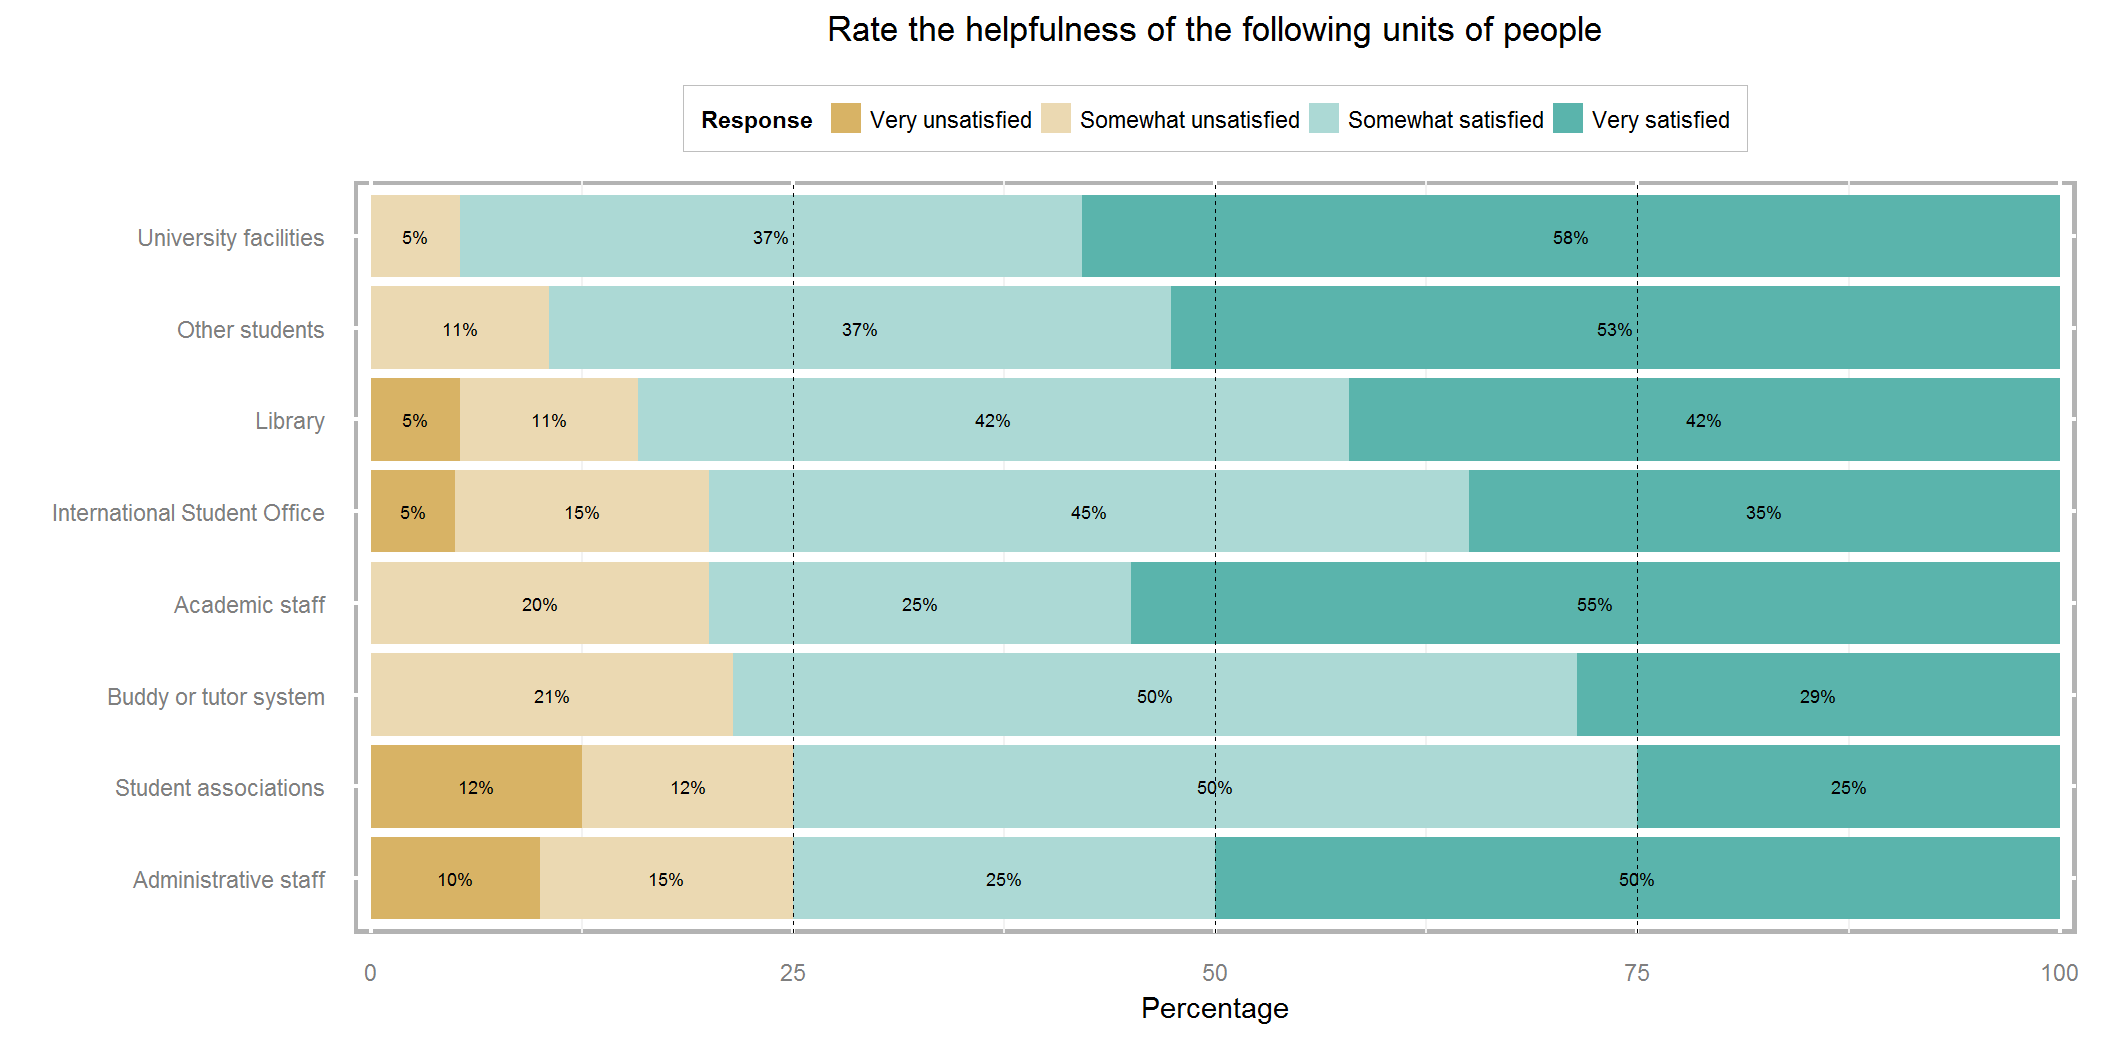 Rate the helpfulness of the following units of people
Response Very unsatisfied Somewhat unsatisfied Somewhat satisfied Very satisfied
University facilities 5% 37% 58%
Other students 11% 37% 53%
Library 5% 11% 42% 42%
International Student Office 5% 15% 45% 35%
Academic staff 20% 25% 55%
Buddy or tutor system 21% 50% 29%
Student associations 12% 12% 50% 25%
Administrative staff 10% 15% 25% 50%
0 25 50 75 100
Percentage